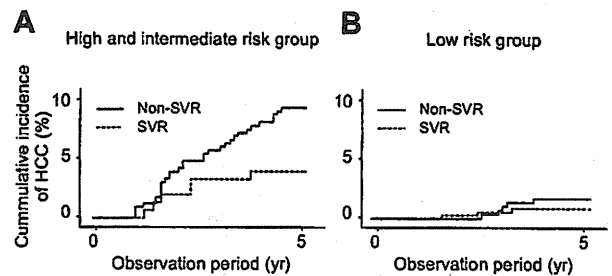 A
High and intermediate risk group
B
Low risk group
Cummulative incidence
of HCC (%)
10
5
0
Non-SVR
SVR
0
5
Observation period (yr)
10
5
0
Non-SVR
SVR
0
5
Observation period (yr)